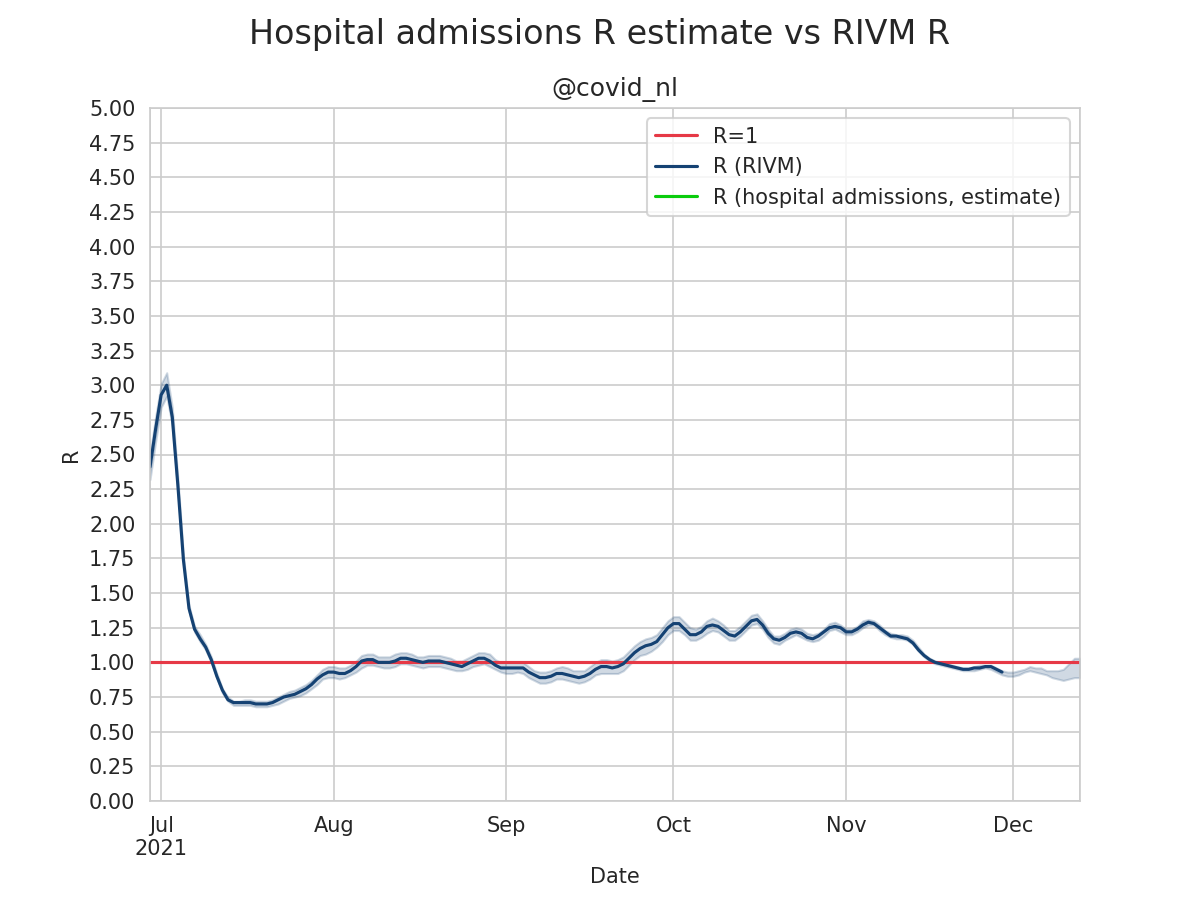 Hospital admissions R estimate vs RIVM R
@covid_nl
5.00
4.75
4.50
4.25
4.00
3.75
3.50
3.25
3.00
2.75
2.50
2.25
2.00
1.75
1.50
1.25
1.00
0.75
0.50
0.25
0.00
R
R=1
R (RIVM)
R (hospital admissions, estimate)
Jul Aug Sep Oct Nov Dec
2021
Date